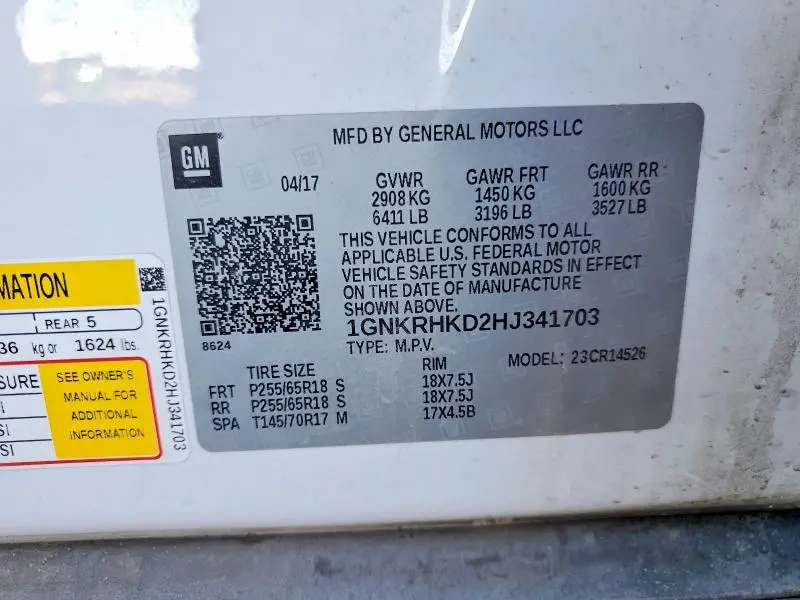 MFD BY GENERAL MOTORS LLC
GM
04/17
GVWR
2908 KG
6411 LB
GAWR FRT
1450 KG
3196 LB
GAWR RR
1600 KG
3527 LB
THIS VEHICLE CONFORMS TO ALL
APPLICABLE U.S. FEDERAL MOTOR
VEHICLE SAFETY STANDARDS IN EFFECT
ON THE DATE OF MANUFACTURE
SHOWN ABOVE.
1GNKRHKD2HJ341703
8624
TYPE: M.P.V.
MODEL: 23CR14526
TIRE SIZE RIM
FRT P255/65R18 S 18X7.5J
RR P255/65R18 S 18X7.5J
SPA T145/70R17 M 17X4.5B
MATION
REAR 5
36 kg or 1624 lbs.
SURE
SI
SI
SEE OWNER'S
MANUAL FOR
ADDITIONAL
INFORMATION
1GNKRHKD2HJ341703